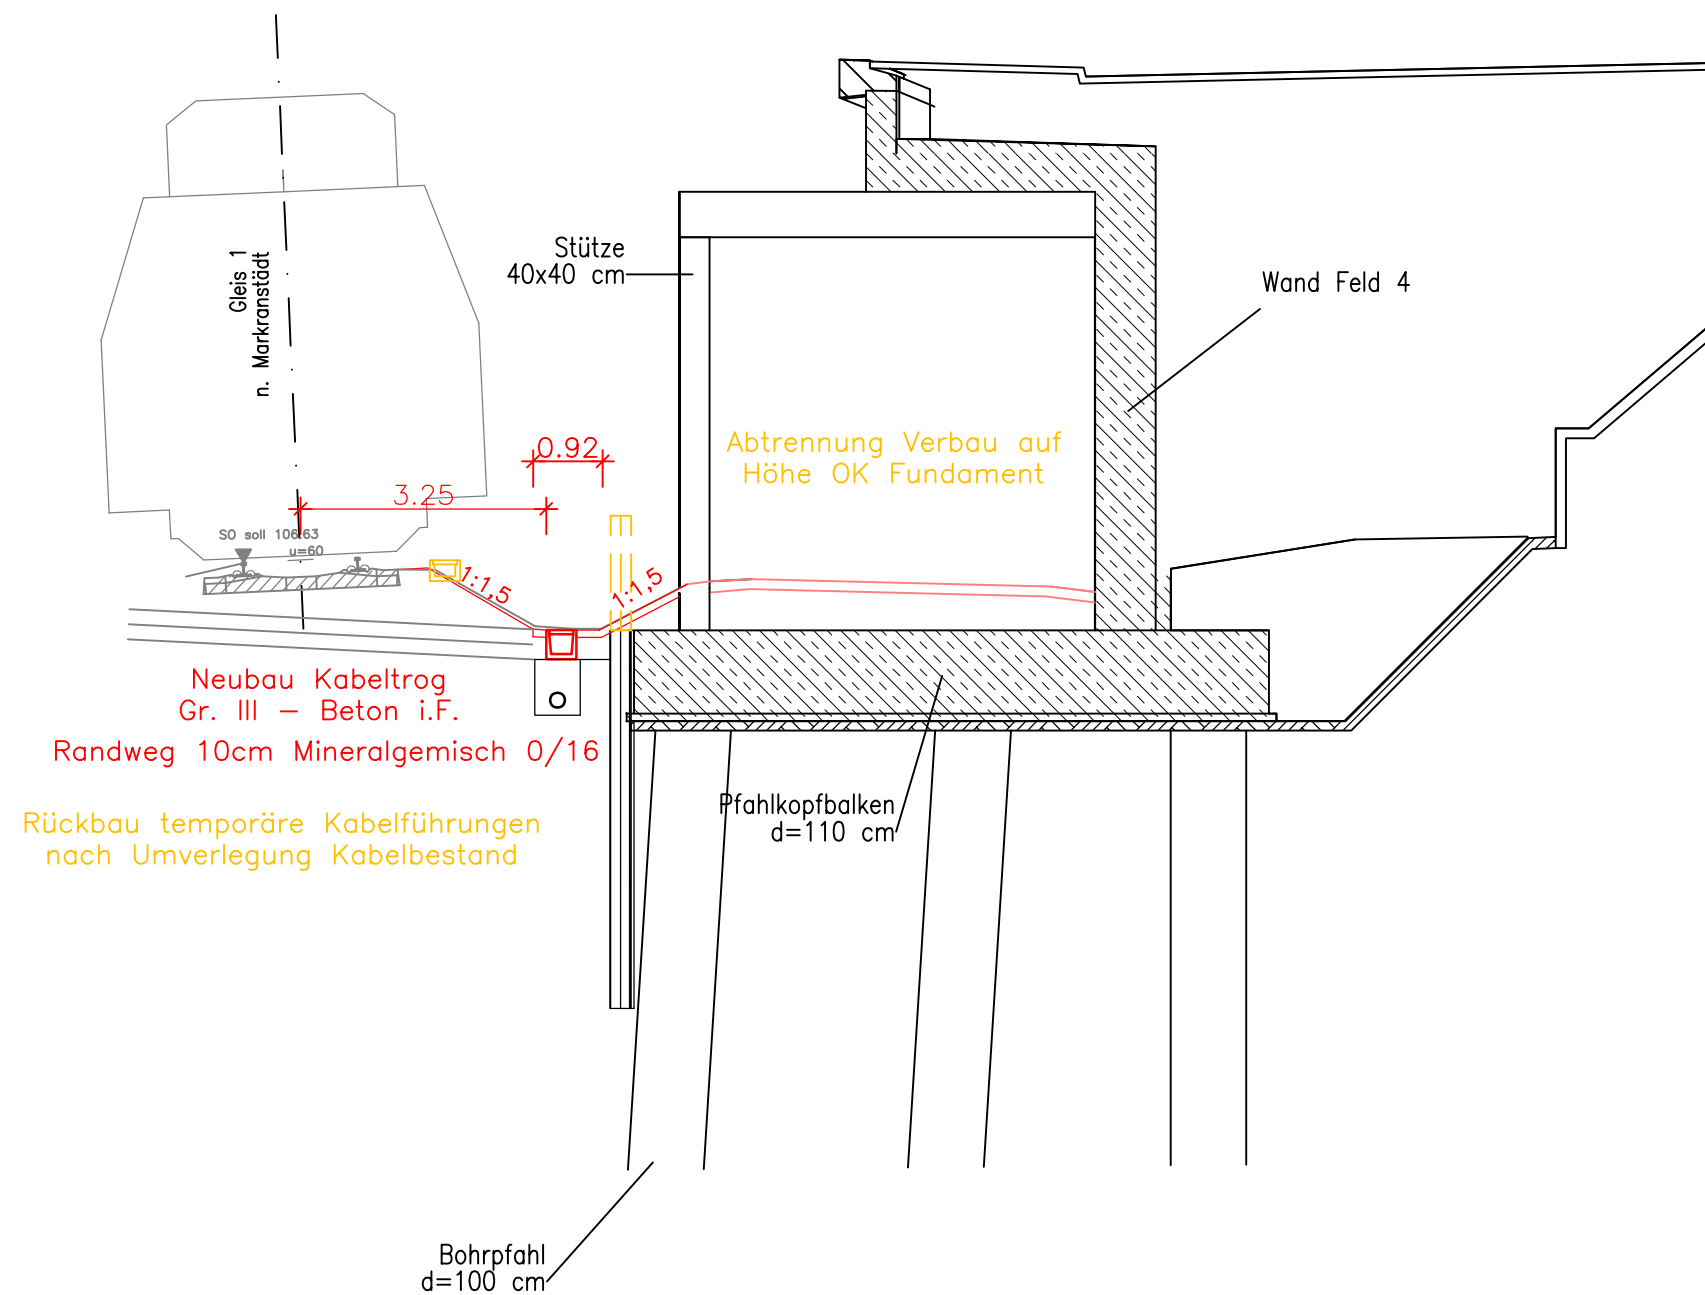 Gleis 1
n. Markranstädt
Stütze
40x40 cm
Wand Feld 4
Abtrennung Verbau auf
Höhe OK Fundament
0.92
3.25
SO soll 106.63
u=60
1:1,5
1:1,5
Neubau Kabeltrog
Gr. III – Beton i.F.
Randweg 10cm Mineralgemisch 0/16
Rückbau temporäre Kabelführungen
nach Umverlegung Kabelbestand
Pfahlkopfbalken
d=110 cm
Bohrpfahl
d=100 cm